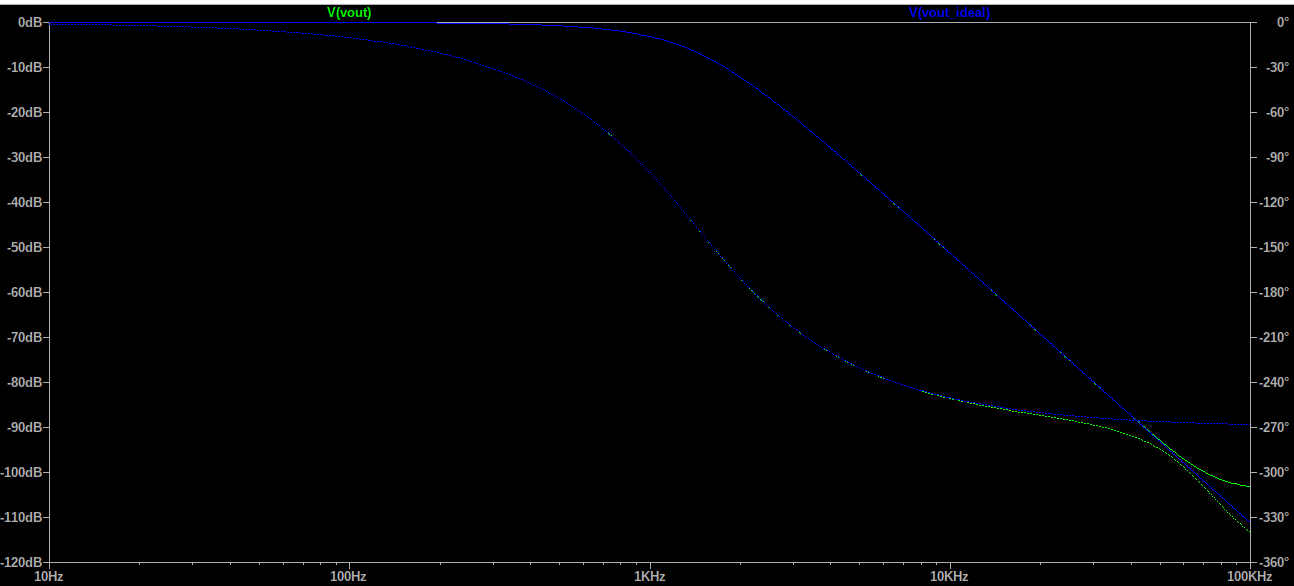 V(vout) V(vout_ideal)
0dB 0°
-10dB -30°
-20dB -60°
-30dB -90°
-40dB -120°
-50dB -150°
-60dB -180°
-70dB -210°
-80dB -240°
-90dB -270°
-100dB -300°
-110dB -330°
-120dB -360°
10Hz 100Hz 1KHz 10KHz 100KHz